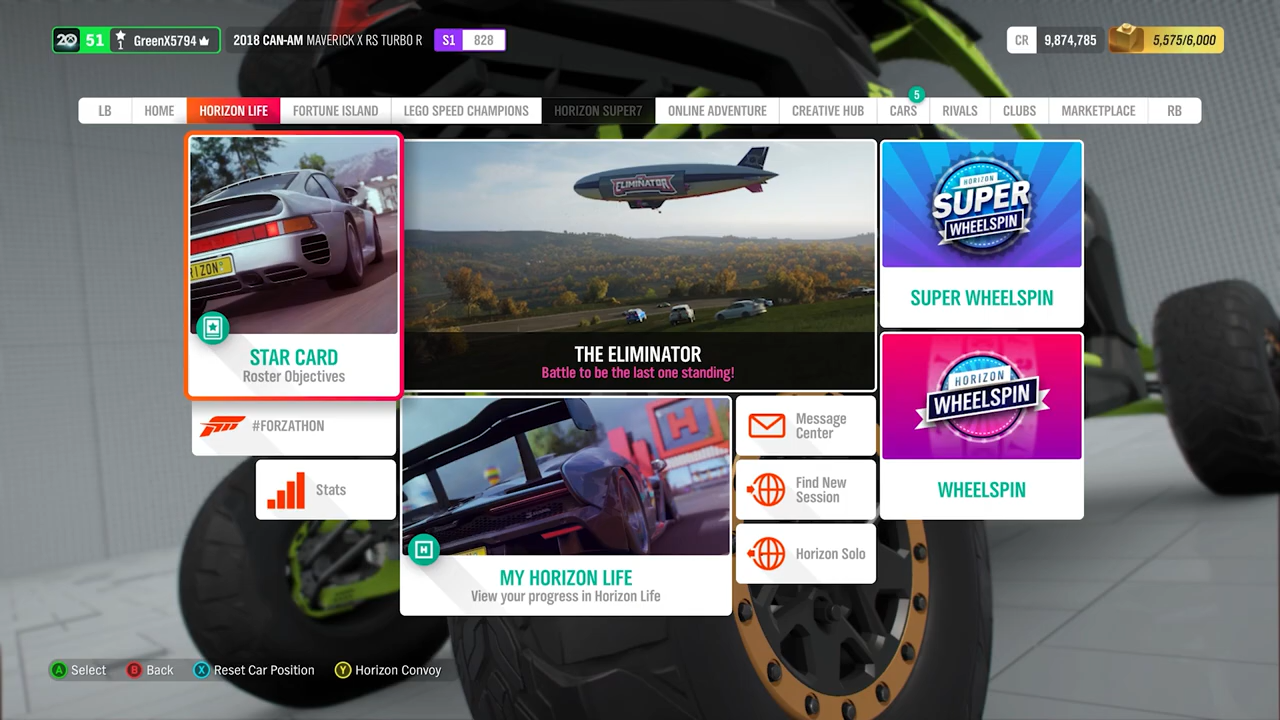 20 51 1 GreenX5794 2018 CAN-AM MAVERICK X RS TURBO R S1 828
CR 9,874,785 5,575/6,000
LB HOME HORIZON LIFE FORTUNE ISLAND LEGO SPEED CHAMPIONS HORIZON SUPER7 ONLINE ADVENTURE CREATIVE HUB CARS 5 RIVALS CLUBS MARKETPLACE RB
STAR CARD
Roster Objectives
ELIMINATOR
THE ELIMINATOR
Battle to be the last one standing!
HORIZON
SUPER
WHEELSPIN
SUPER WHEELSPIN
#FORZATHON
Stats
H
MY HORIZON LIFE
View your progress in Horizon Life
Message
Center
Find New
Session
Horizon Solo
HORIZON
WHEELSPIN
WHEELSPIN
A Select B Back X Reset Car Position Y Horizon Convoy